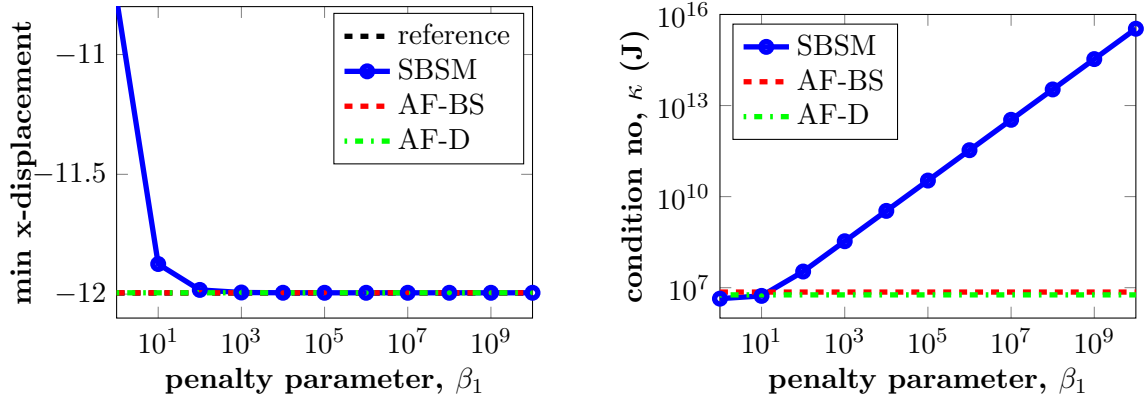 min x-displacement
−11
−11.5
−12
reference
SBSM
AF-BS
AF-D
10^1
10^3
10^5
10^7
10^9
penalty parameter, β₁
condition no, κ (J)
10^16
10^13
10^10
10^7
SBSM
AF-BS
AF-D
10^1
10^3
10^5
10^7
10^9
penalty parameter, β₁